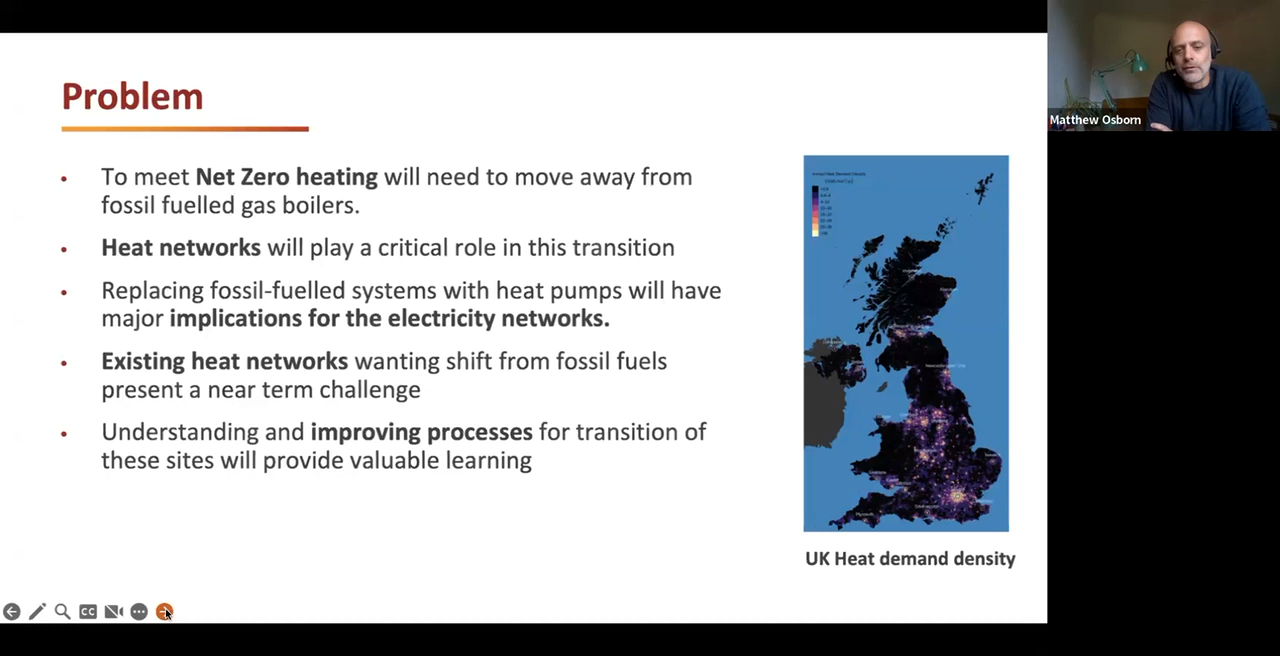 Problem
• To meet Net Zero heating will need to move away from
fossil fuelled gas boilers.
• Heat networks will play a critical role in this transition
• Replacing fossil-fuelled systems with heat pumps will have
major implications for the electricity networks.
• Existing heat networks wanting shift from fossil fuels
present a near term challenge
• Understanding and improving processes for transition of
these sites will provide valuable learning
UK Heat demand density
CC
Matthew Osborn